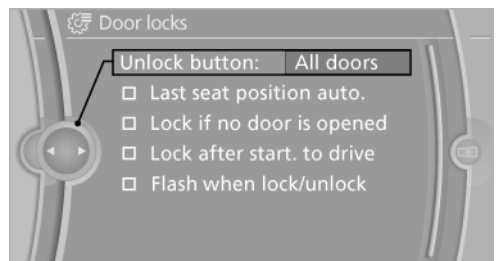 Door locks
Unlock button: All doors
Last seat position auto.
Lock if no door is opened
Lock after start. to drive
Flash when lock/unlock